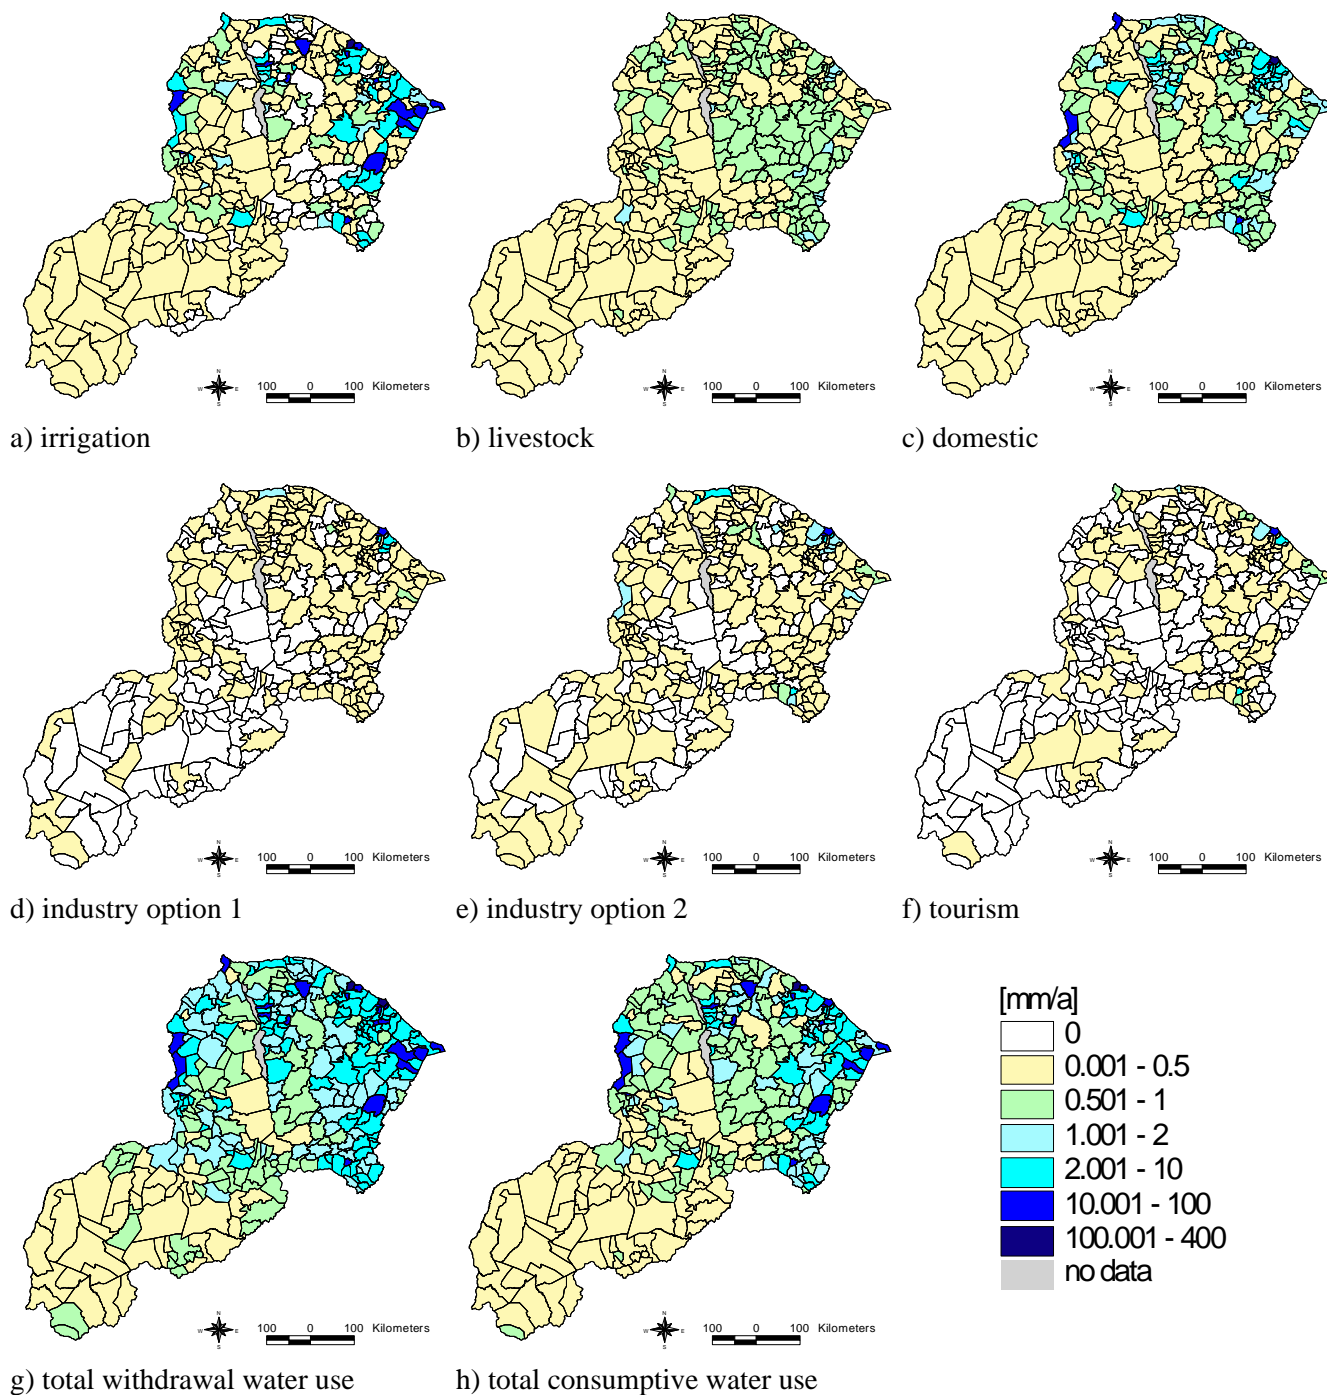 N
W E
S
100 0 100 Kilometers
N
W E
S
100 0 100 Kilometers
N
W E
S
100 0 100 Kilometers
a) irrigation
b) livestock
c) domestic
N
W E
S
100 0 100 Kilometers
N
W E
S
100 0 100 Kilometers
N
W E
S
100 0 100 Kilometers
d) industry option 1
e) industry option 2
f) tourism
[mm/a]
0
0.001 - 0.5
0.501 - 1
1.001 - 2
2.001 - 10
10.001 - 100
100.001 - 400
no data
N
W E
S
100 0 100 Kilometers
N
W E
S
100 0 100 Kilometers
g) total withdrawal water use
h) total consumptive water use